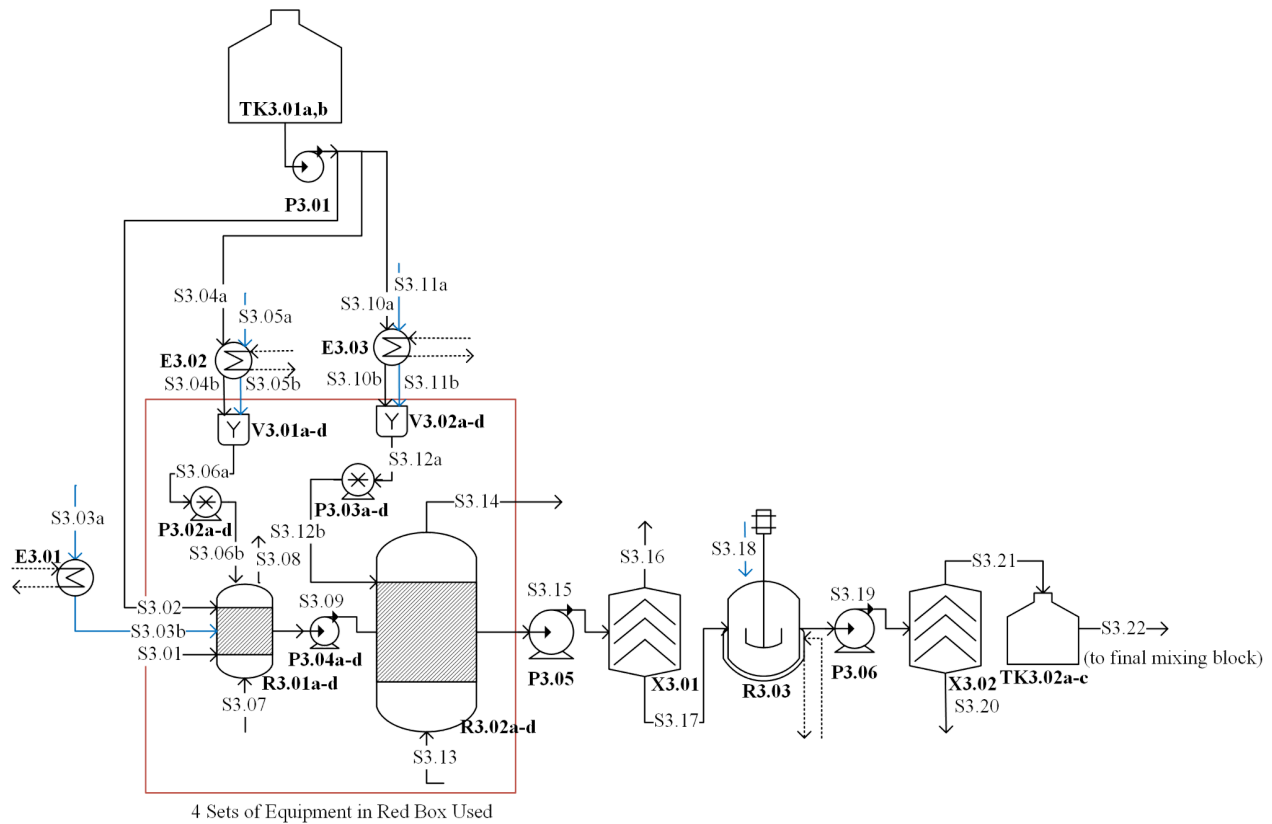 TK3.01a,b
P3.01
S3.04a
S3.05a
S3.10a
S3.11a
E3.02
E3.03
S3.04b
S3.05b
S3.10b
S3.11b
V3.01a-d
V3.02a-d
S3.06a
S3.12a
P3.02a-d
P3.03a-d
S3.03a
S3.14
S3.12b
E3.01
S3.06b
S3.08
S3.16
S3.18
S3.21
S3.02
S3.09
S3.15
S3.19
S3.03b
S3.22
S3.01
P3.04a-d
(to final mixing block)
R3.01a-d
P3.05
X3.01
R3.03
P3.06
X3.02
TK3.02a-c
S3.07
S3.17
S3.20
R3.02a-d
S3.13
4 Sets of Equipment in Red Box Used